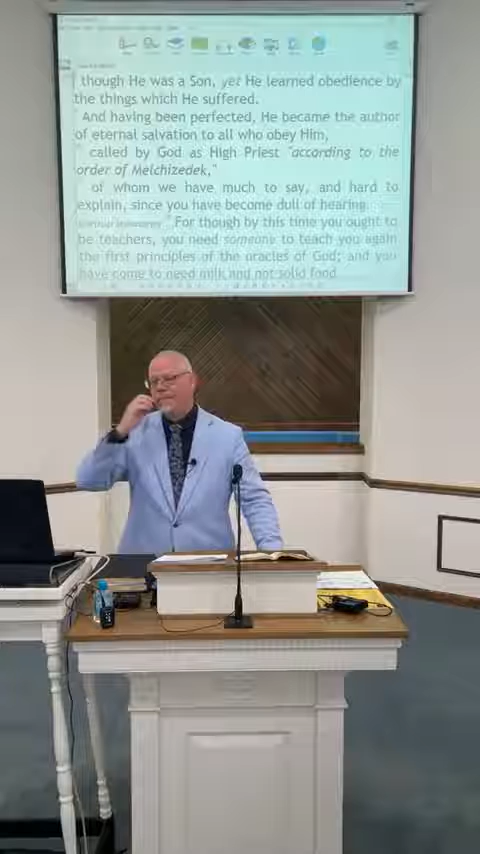 though He was a Son, yet He learned obedience by
the things which He suffered.
And having been perfected, He became the author
of eternal salvation to all who obey Him,
called by God as High Priest "according to the
order of Melchizedek,"
of whom we have much to say, and hard to
explain, since you have become dull of hearing.
For though by this time you ought to
be teachers, you need someone to teach you again
the first principles of the oracles of God; and you
have come to need milk and not solid food